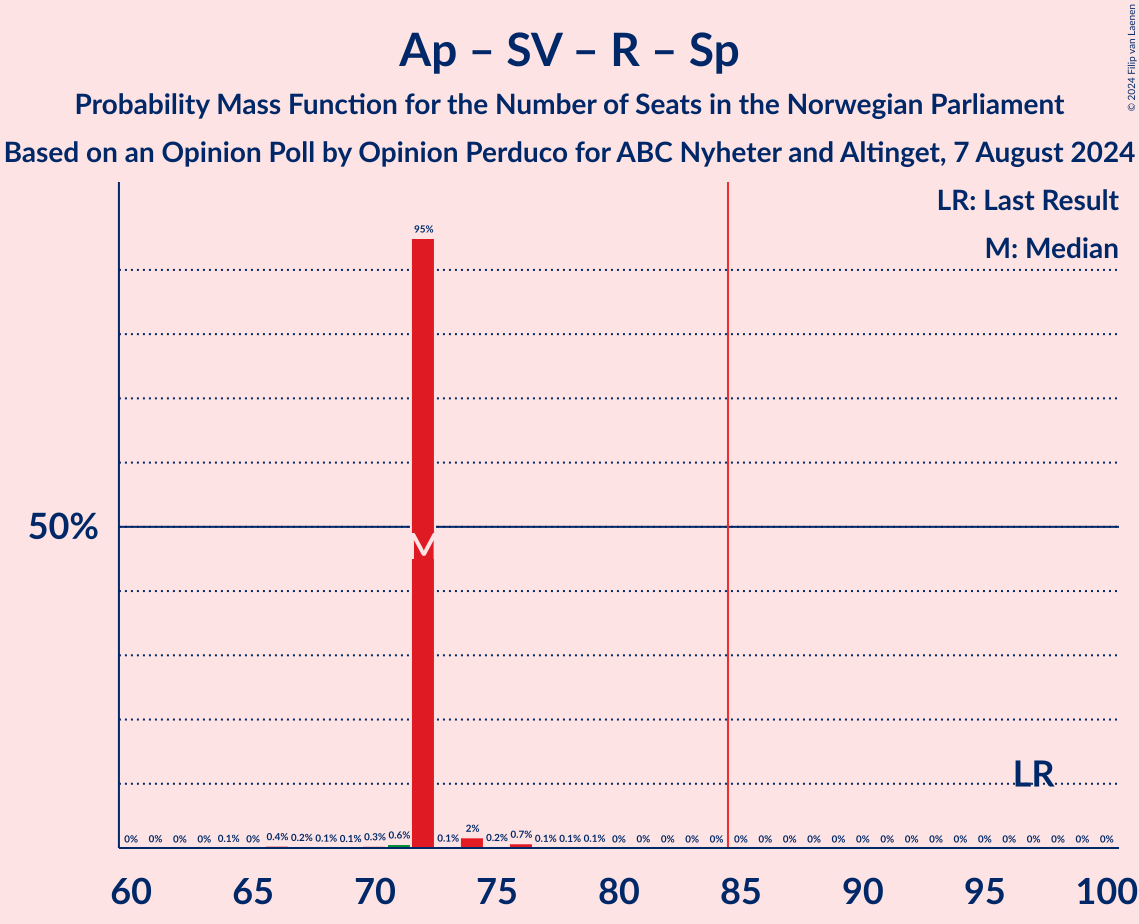 Ap – SV – R – Sp
Probability Mass Function for the Number of Seats in the Norwegian Parliament
Based on an Opinion Poll by Opinion Perduco for ABC Nyheter and Altinget, 7 August 2024
© 2024 Filip van Laenen
LR: Last Result
M: Median
95%
50%
M
LR
0% 0% 0% 0% 0.1% 0% 0.4% 0.2% 0.1% 0.1% 0.3% 0.6% 0.1% 2% 0.2% 0.7% 0.1% 0.1% 0.1% 0% 0% 0% 0% 0% 0% 0% 0% 0% 0% 0% 0% 0% 0% 0% 0% 0% 0% 0% 0% 0%
60 65 70 75 80 85 90 95 100